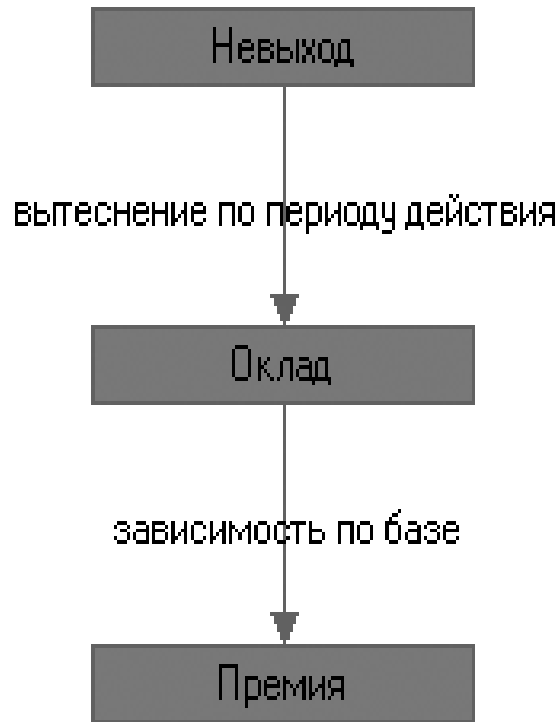 Невыход
вытеснение по периоду действия
Оклад
зависимость по базе
Премия